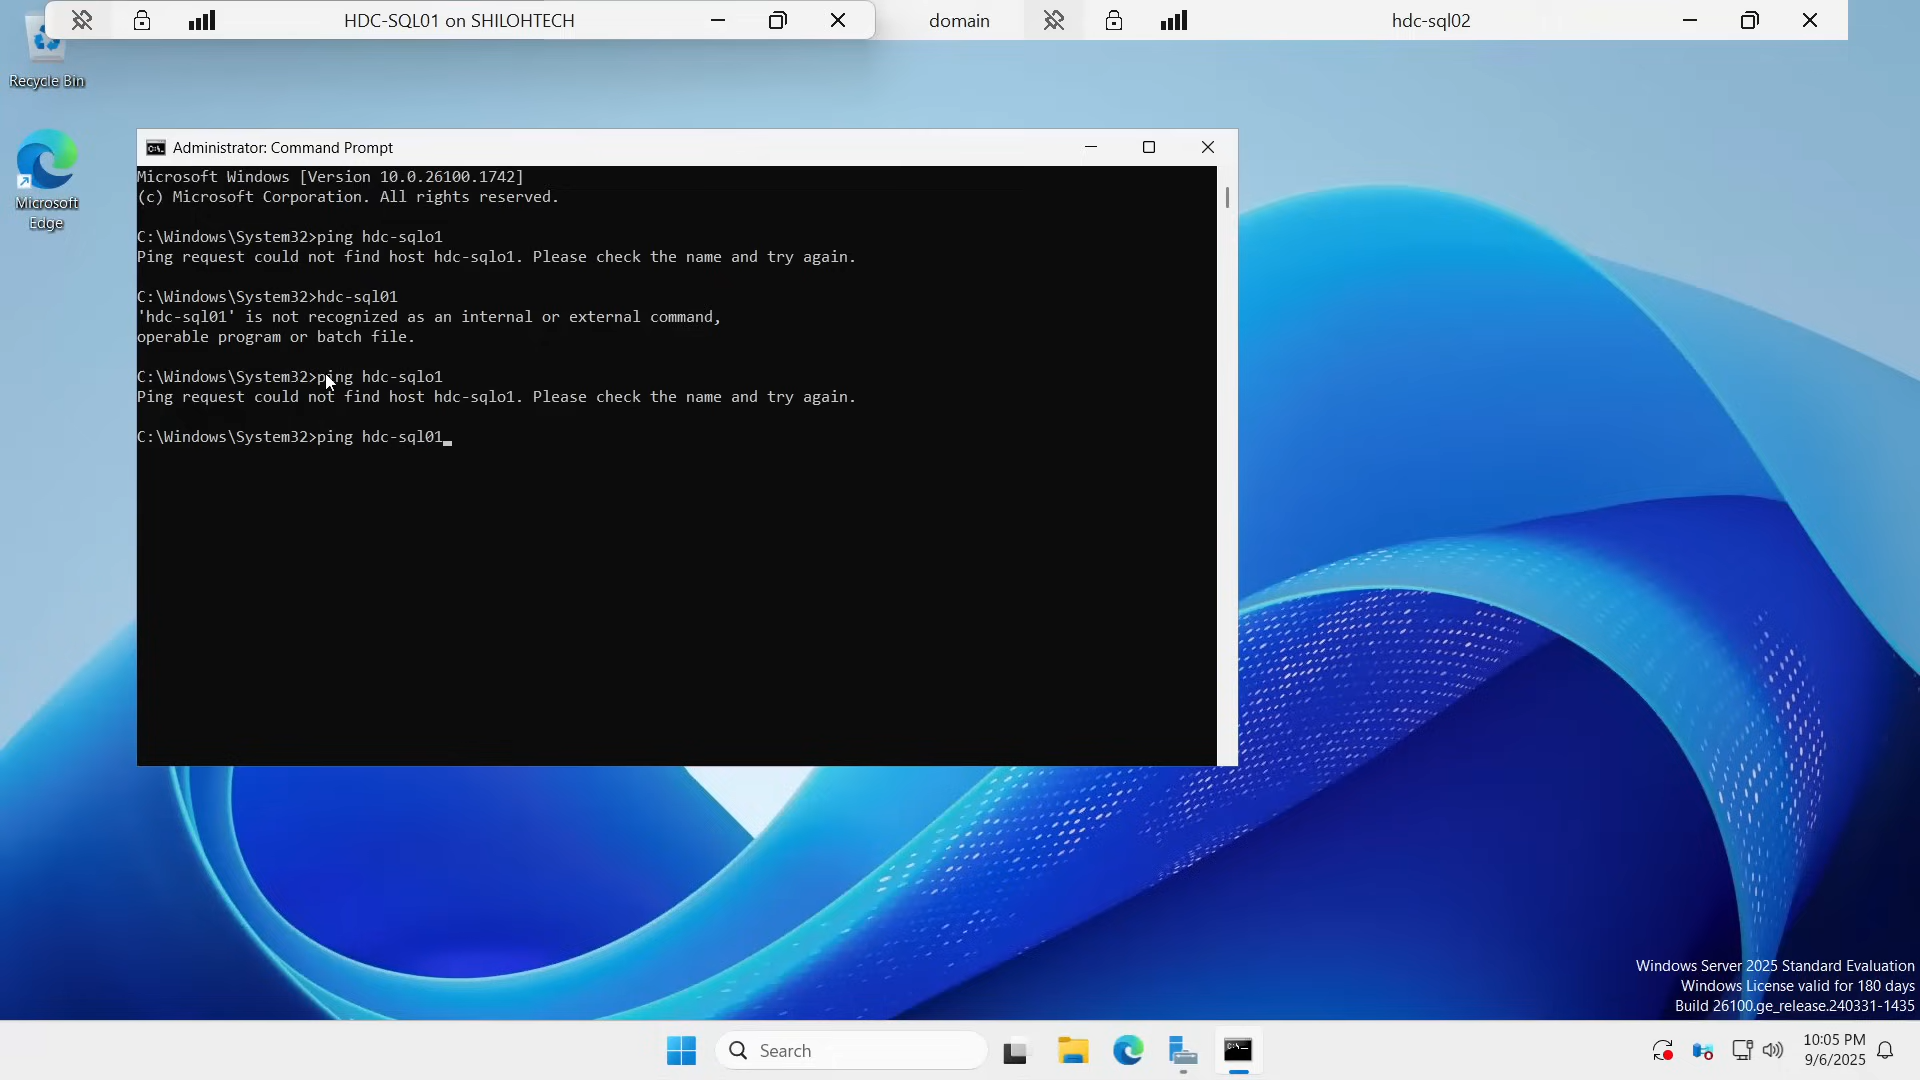 HDC-SQL01 on SHILOHTECH
domain
hdc-sql02
Recycle Bin
Microsoft
Edge
Administrator: Command Prompt
Microsoft Windows [Version 10.0.26100.1742]
(c) Microsoft Corporation. All rights reserved.
C:\Windows\System32>ping hdc-sqlo1
Ping request could not find host hdc-sqlo1. Please check the name and try again.
C:\Windows\System32>hdc-sql01
'hdc-sql01' is not recognized as an internal or external command,
operable program or batch file.
C:\Windows\System32>ping hdc-sqlo1
Ping request could not find host hdc-sqlo1. Please check the name and try again.
C:\Windows\System32>ping hdc-sql01
Windows Server 2025 Standard Evaluation
Windows License valid for 180 days
Build 26100.ge_release.240331-1435
Search
10:05 PM
9/6/2025